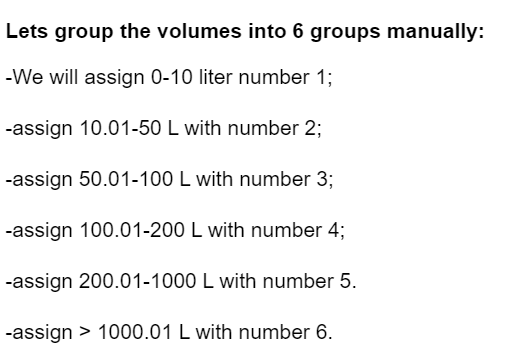 Lets group the volumes into 6 groups manually:
-We will assign 0-10 liter number 1;
-assign 10.01-50 L with number 2;
-assign 50.01-100 L with number 3;
-assign 100.01-200 L with number 4;
-assign 200.01-1000 L with number 5.
-assign > 1000.01 L with number 6.